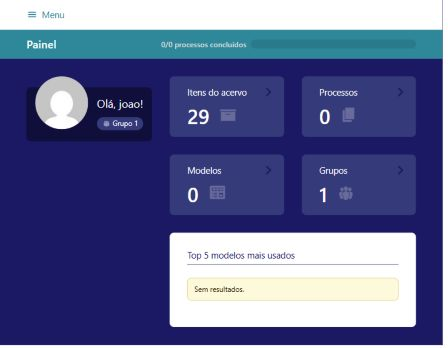 Menu
Painel
0/0 processos concluídos
Olá, joao!
Grupo 1
Itens do acervo
29
Processos
0
Modelos
0
Grupos
1
Top 5 modelos mais usados
Sem resultados.